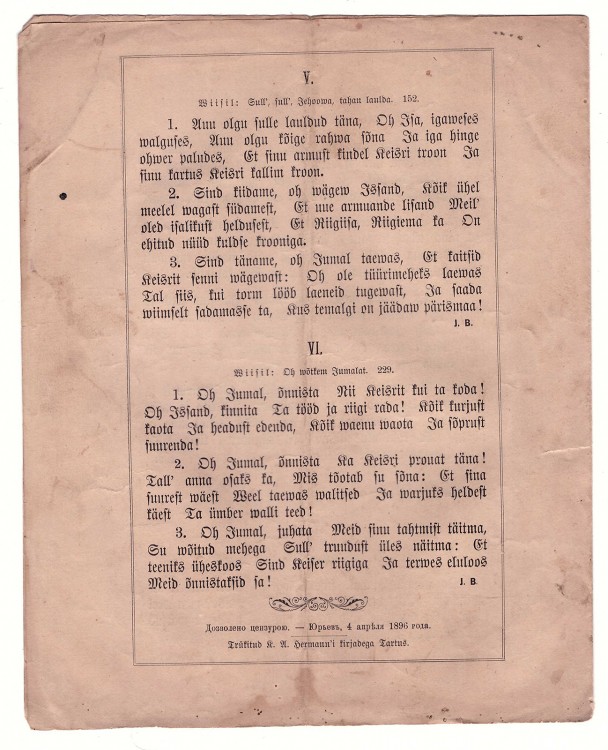 V.
Wiisil: Sull', sull', Jehoowa, tahan laulda. 152.
1. Auu olgu sulle lauldud täna, Oh Isa, igaweses
walguses, Auu olgu kõige rahwa sõna Ja iga hinge
ohwer paludes, Et sinu armust kindel Keisri troon Ja
sinu kartus Keisri kallim kroon.
2. Sind kiidame, oh wägew Issand, Kõik ühel
meelel wagast südamest, Et uue armuande lisand Meil'
oled isalikust heldusest, Et Riigiisa, Riigiema ka On
ehitud nüüd kuldse krooniga.
3. Sind täname, oh Jumal taewas, Et kaitsid
Keisrit senni wägewast: Oh ole tüürimeheks laewas
Tal siis, kui torm lööb laeneid tugewast, Ja saada
wiimselt sadamasse ta, Kus temalgi on jäädaw pärismaa!
J. B.
VI.
Wiisil: Oh wõtkem Jumalat. 229.
1. Oh Jumal, õnnista Nii Keisrit kui ta koda!
Oh Issand, kinnita Ta tööd ja riigi rada! Kõik kurjust
kaota Ja headust edenda, Kõik waenu waota Ja sõprust
suurenda!
2. Oh Jumal, õnnista Ka Keisri prouat täna!
Tall' anna osaks ka, Mis tõotab su sõna: Et sina
suurest wäest Weel taewas walitsed Ja warjuks heldest
käest Ta ümber walli teed!
3. Oh Jumal, juhata Meid sinu tahtmist täitma,
Su wõitud mehega Sull' truudust üles näitma: Et
teeniks üheskoos Sind Keiser riigiga Ja terwes eluloos
Meid õnnistaksid sa!
J. B.
Дозволено цензурою. — Юрьевъ, 4 апрѣля 1896 года.
Trükitud K. A. Hermann'i kirjadega Tartus.